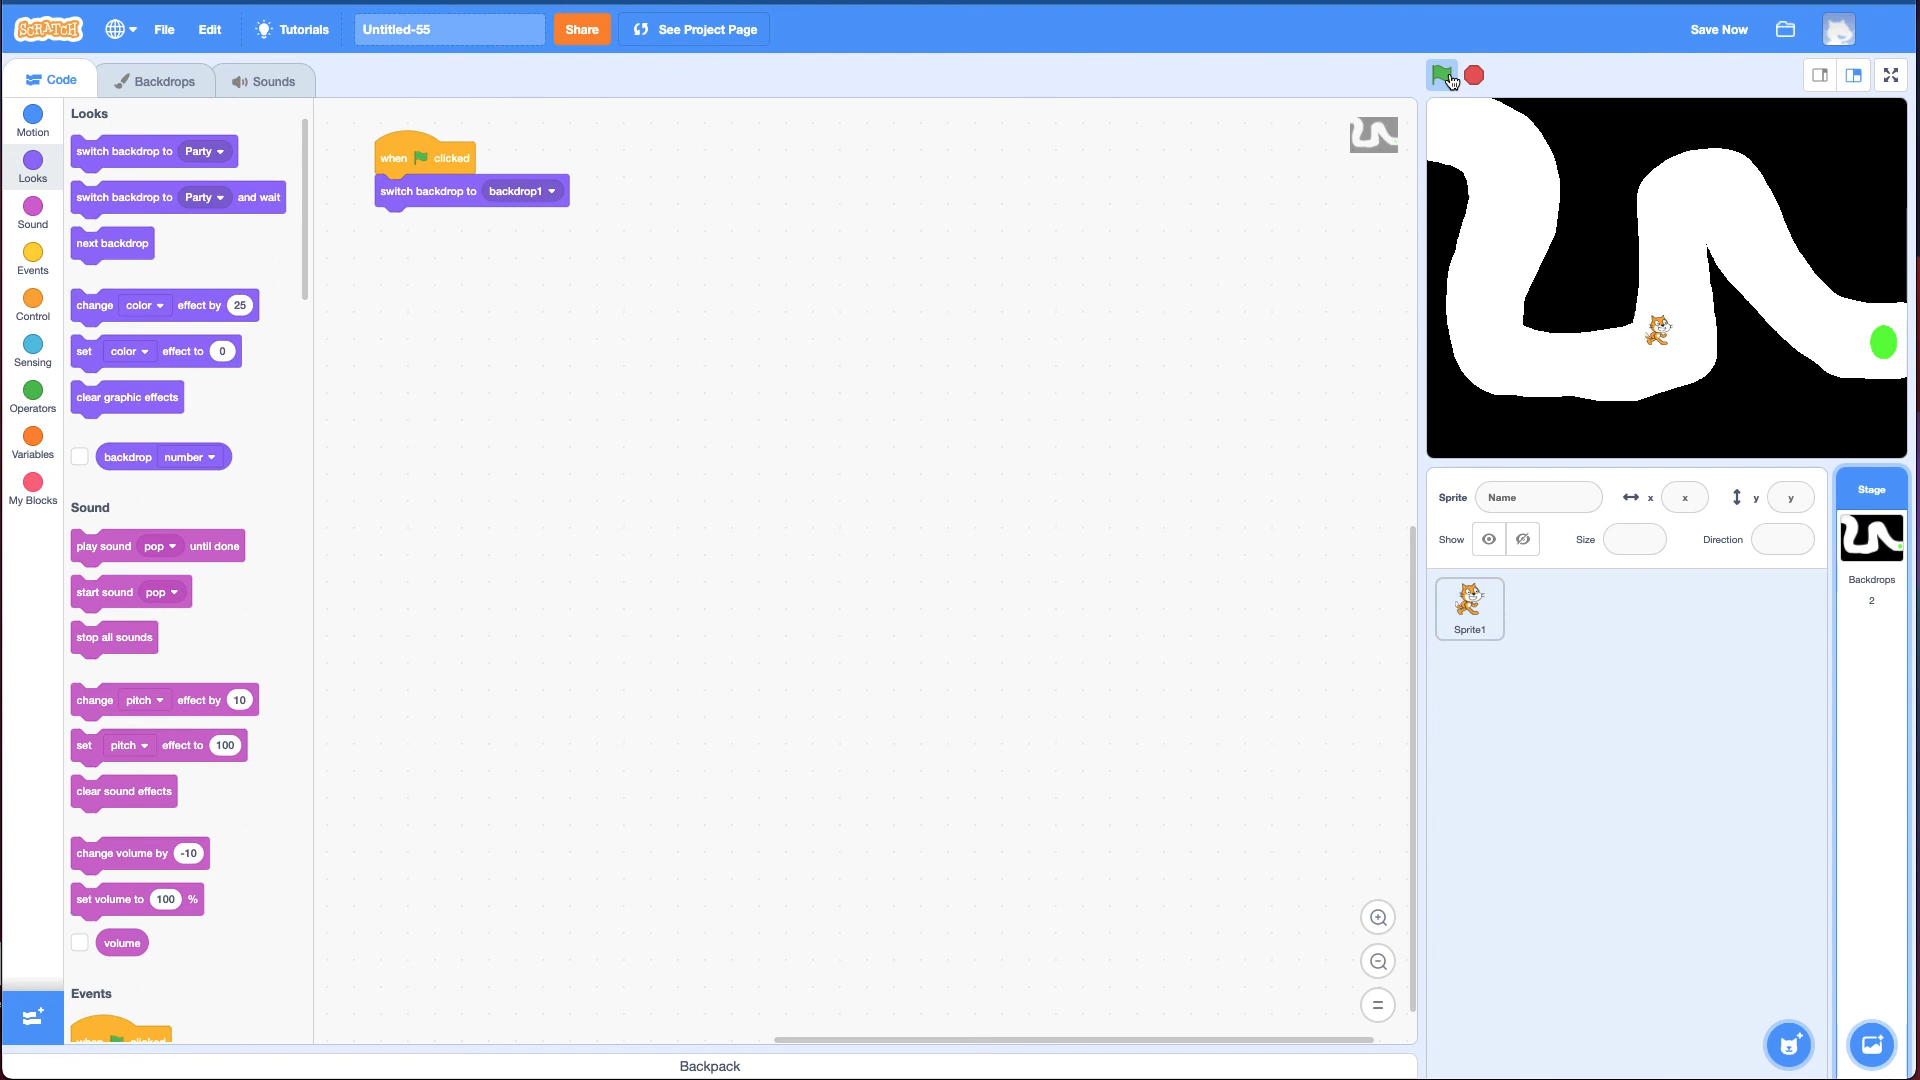 SCRATCH
File
Edit
Tutorials
Untitled-55
Share
See Project Page
Save Now
Code
Backdrops
Sounds
Motion
Looks
Sound
Events
Control
Sensing
Operators
Variables
My Blocks
Looks
switch backdrop to Party
switch backdrop to Party and wait
next backdrop
change color effect by 25
set color effect to 0
clear graphic effects
backdrop number
Sound
play sound pop until done
start sound pop
stop all sounds
change pitch effect by 10
set pitch effect to 100
clear sound effects
change volume by -10
set volume to 100 %
volume
Events
when clicked
when clicked
switch backdrop to backdrop1
Backpack
Sprite Name x x y y
Show Size Direction
Sprite1
Stage
Backdrops
2